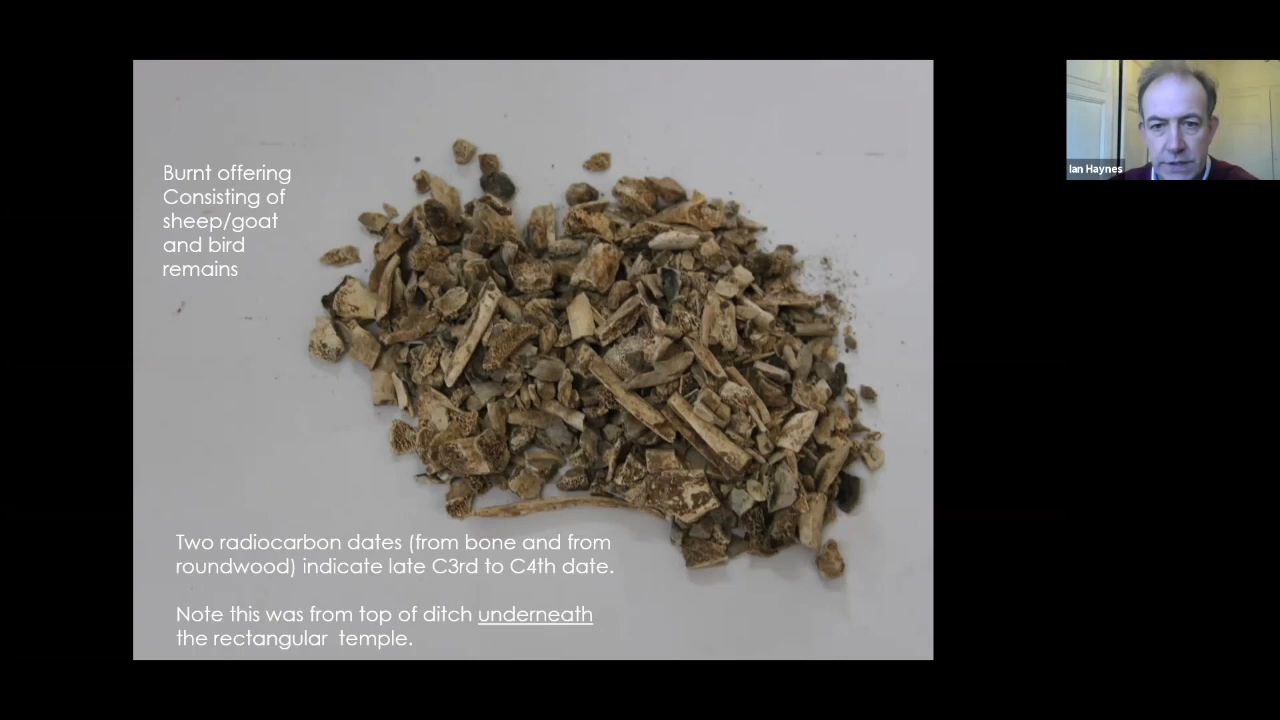 Burnt offering
Consisting of
sheep/goat
and bird
remains
Ian Haynes
Two radiocarbon dates (from bone and from
roundwood) indicate late C3rd to C4th date.
Note this was from top of ditch underneath
the rectangular temple.